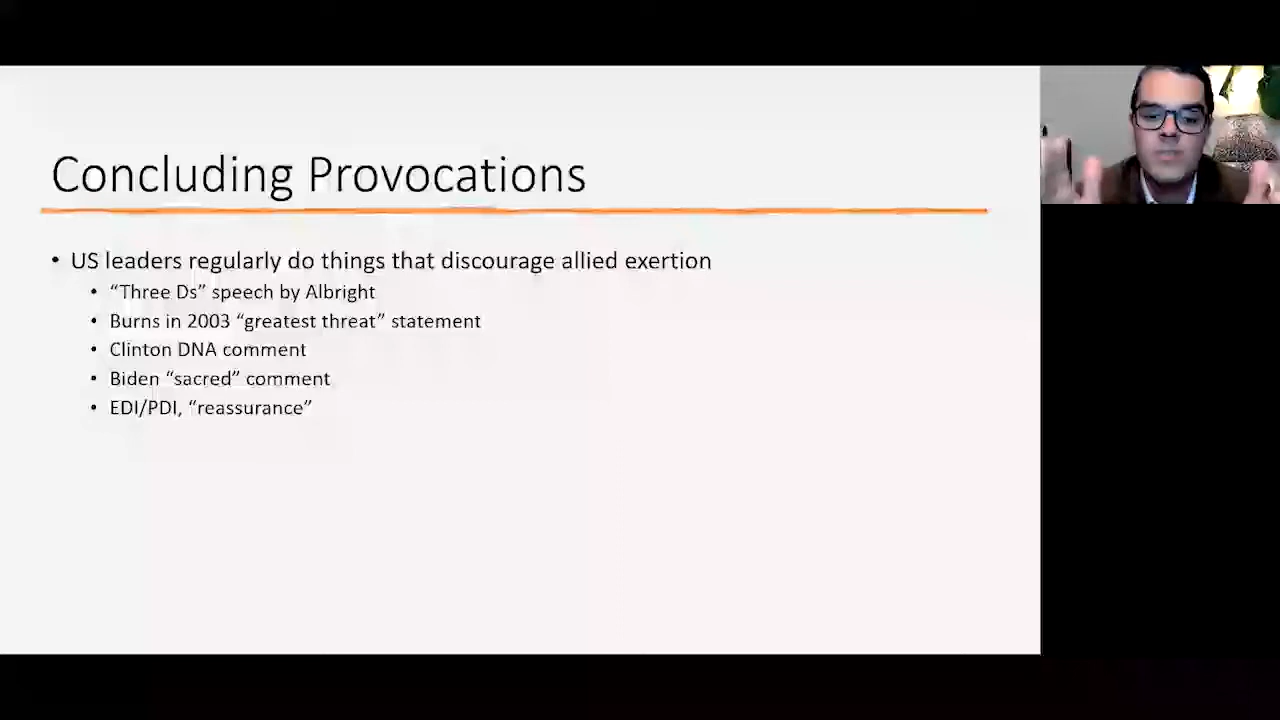 Concluding Provocations
• US leaders regularly do things that discourage allied exertion
• “Three Ds” speech by Albright
• Burns in 2003 “greatest threat” statement
• Clinton DNA comment
• Biden “sacred” comment
• EDI/PDI, “reassurance”